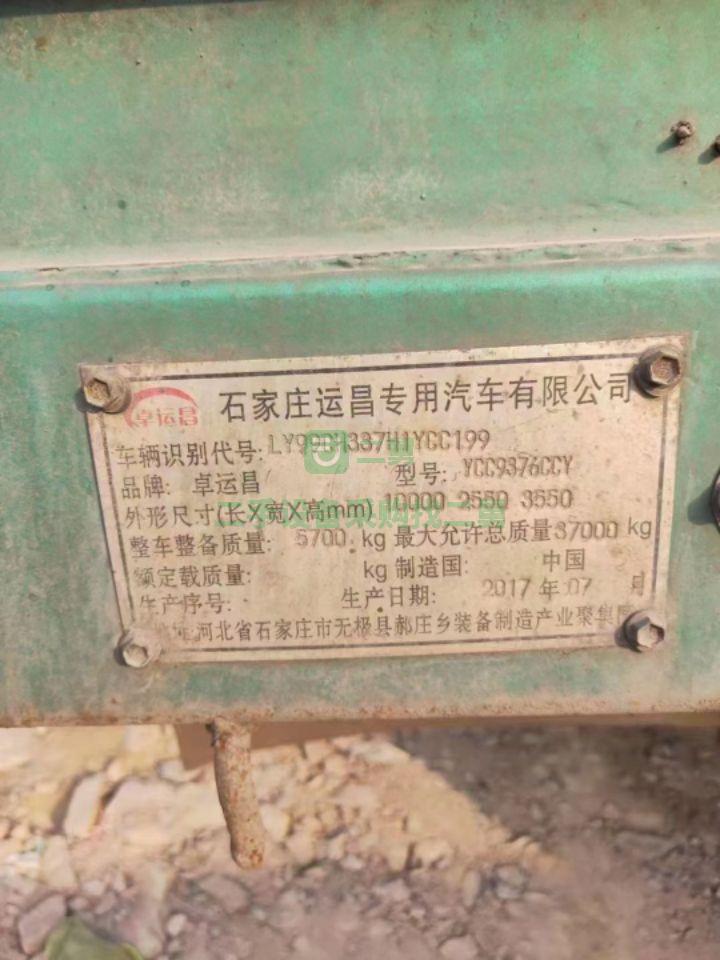 卓运昌 石家庄运昌专用汽车有限公司
车辆识别代号: H1YCC199
品牌: 卓运昌 型号: YCC9376CCY
外形尺寸(长X宽X高mm) 10000 2550 3550
整车整备质量: 5700 kg 最大允许总质量 37000 kg
额定载质量: kg 制造国: 中国
生产序号: 生产日期: 2017 年 07 月
河北省石家庄市无极县郝庄乡装备制造产业聚集